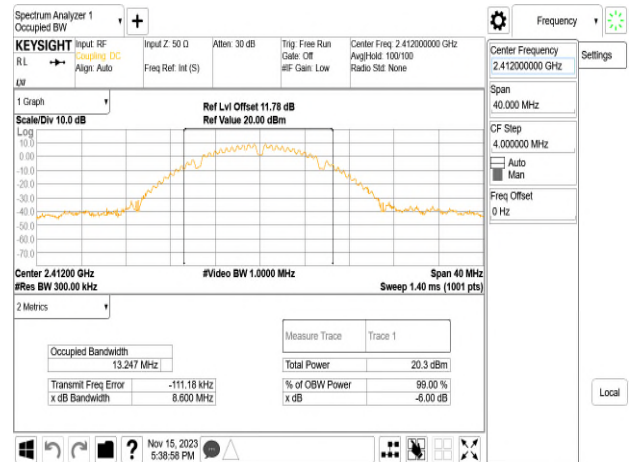 Spectrum Analyzer 1
Occupied BW
Frequency
KEYSIGHT
RL
Input: RF
Coupling: DC
Align: Auto
Input Z: 50 Ω
Freq Ref: Int (S)
Atten: 30 dB
Trig: Free Run
Gate: Off
#IF Gain: Low
Center Freq: 2.412000000 GHz
Avg|Hold: 100/100
Radio Std: None
Center Frequency
2.412000000 GHz
Settings
Span
40.000 MHz
CF Step
4.000000 MHz
Auto
Man
Freq Offset
0 Hz
Local
1 Graph
Scale/Div 10.0 dB
Ref Lvl Offset 11.78 dB
Ref Value 20.00 dBm
Log
10.0
0.00
-10.0
-20.0
-30.0
-40.0
-50.0
-60.0
-70.0
Center 2.41200 GHz
#Video BW 1.0000 MHz
Span 40 MHz
#Res BW 300.00 kHz
Sweep 1.40 ms (1001 pts)
2 Metrics
Measure Trace Trace 1
Occupied Bandwidth
13.247 MHz
Total Power 20.3 dBm
Transmit Freq Error -111.18 kHz
% of OBW Power 99.00 %
x dB Bandwidth 8.600 MHz
x dB -6.00 dB
?
Nov 15, 2023
5:38:58 PM